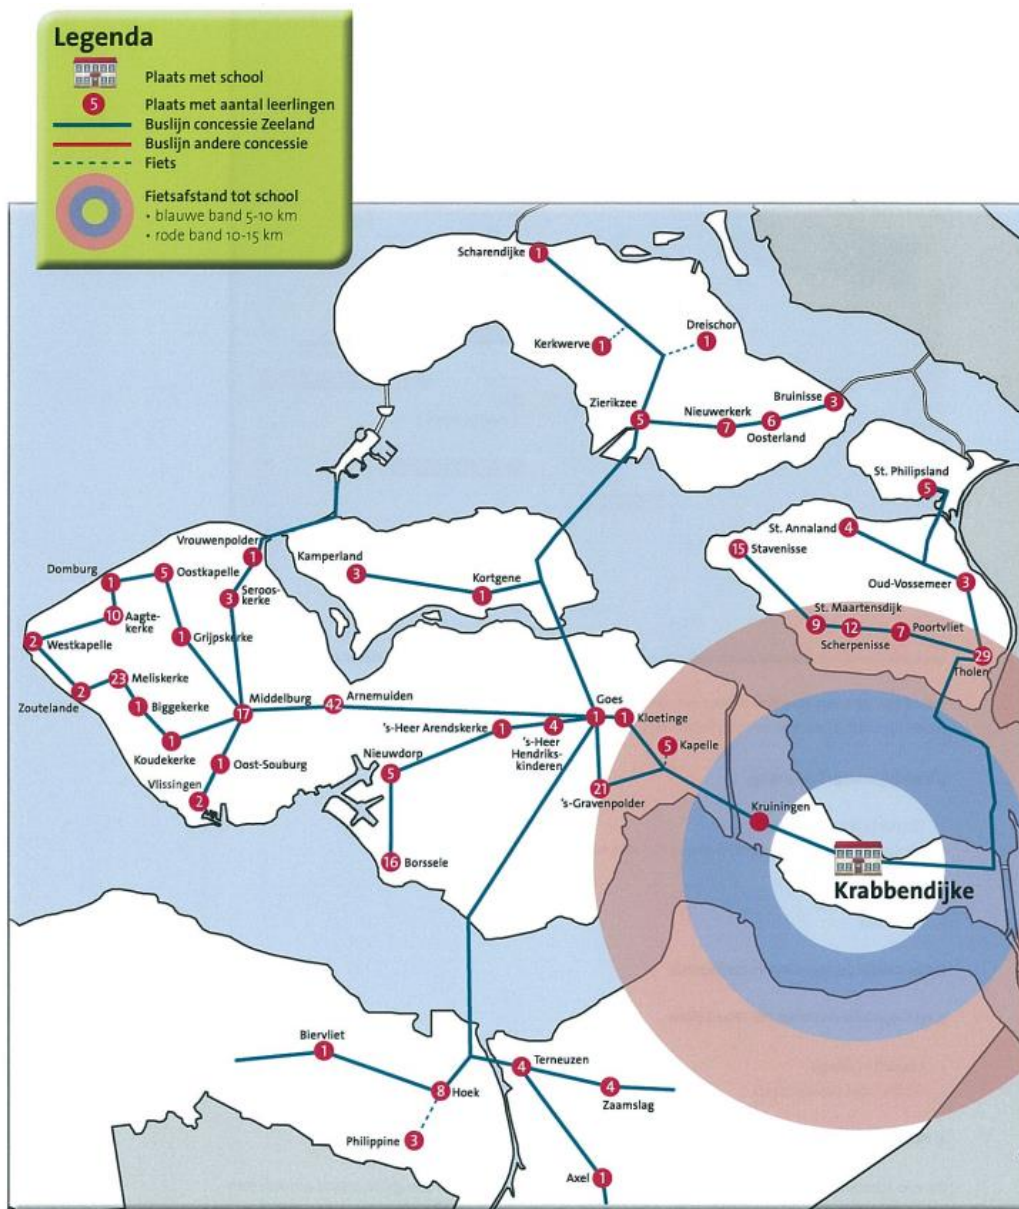 Legenda
Plaats met school
5
Plaats met aantal leerlingen
Buslijn concessie Zeeland
Buslijn andere concessie
Fiets
Fietsafstand tot school
• blauwe band 5-10 km
• rode band 10-15 km
Scharendijke
1
Kerkwerve
1
Dreischor
1
Zierikzee
5
Nieuwerkerk
7
6
Oosterland
Bruinisse
3
St. Philipsland
5
St. Annaland
4
15
Stavenisse
Oud-Vossemeer
3
St. Maartensdijk
9
12
Scherpenisse
7
Poortvliet
29
Tholen
Vrouwenpolder
1
Kamperland
3
Kortgene
1
Domburg
1
5
Oostkapelle
3
Seroos-
kerke
10
Aagte-
kerke
2
Westkapelle
1
Grijpskerke
23
Meliskerke
2
Zoutelande
1
Biggekerke
Middelburg
17
Arnemuiden
42
1
Koudekerke
1
Oost-Souburg
Vlissingen
2
Nieuwdorp
5
's-Heer Arendskerke
1
4
's-Heer
Hendriks-
kinderen
Goes
1
1
Kloetinge
Kapelle
5
21
's-Gravenpolder
16
Borssele
Kruiningen
Krabbendijke
Biervliet
1
8
Hoek
Philippine
3
Terneuzen
4
4
Zaamslag
Axel
1